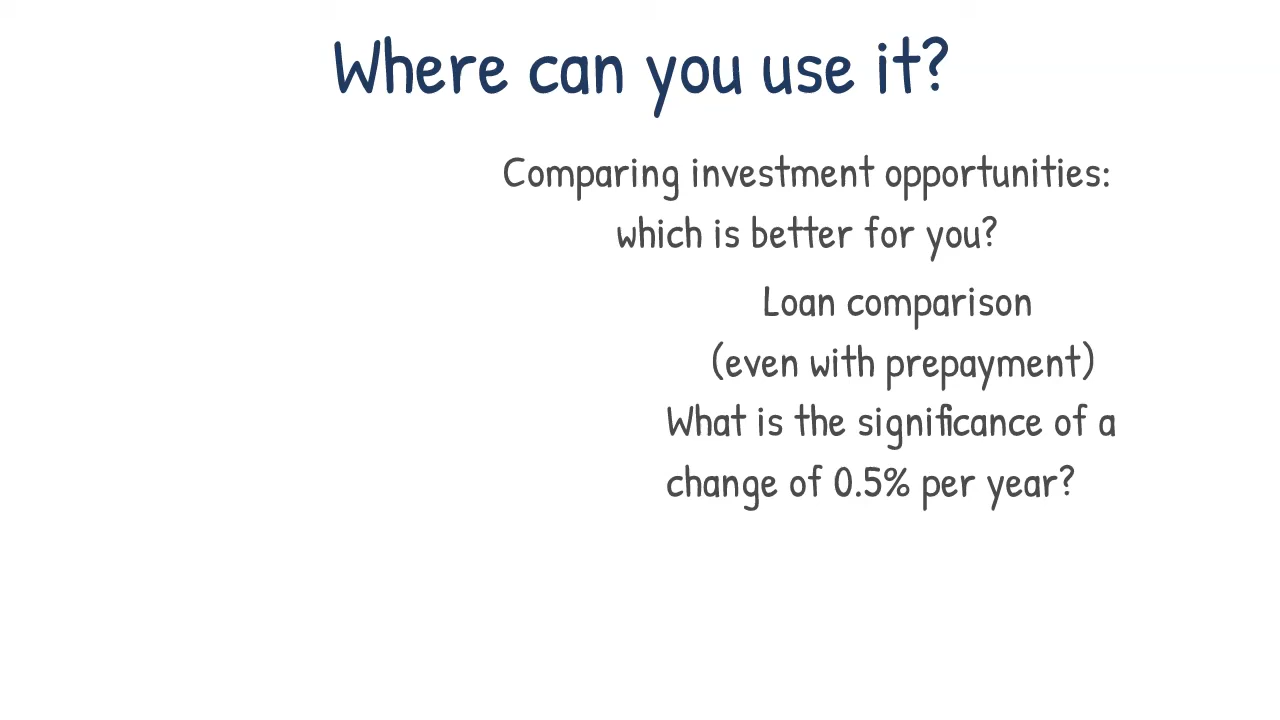 Where can you use it?
Comparing investment opportunities:
which is better for you?
Loan comparison
(even with prepayment)
What is the significance of a
change of 0.5% per year?